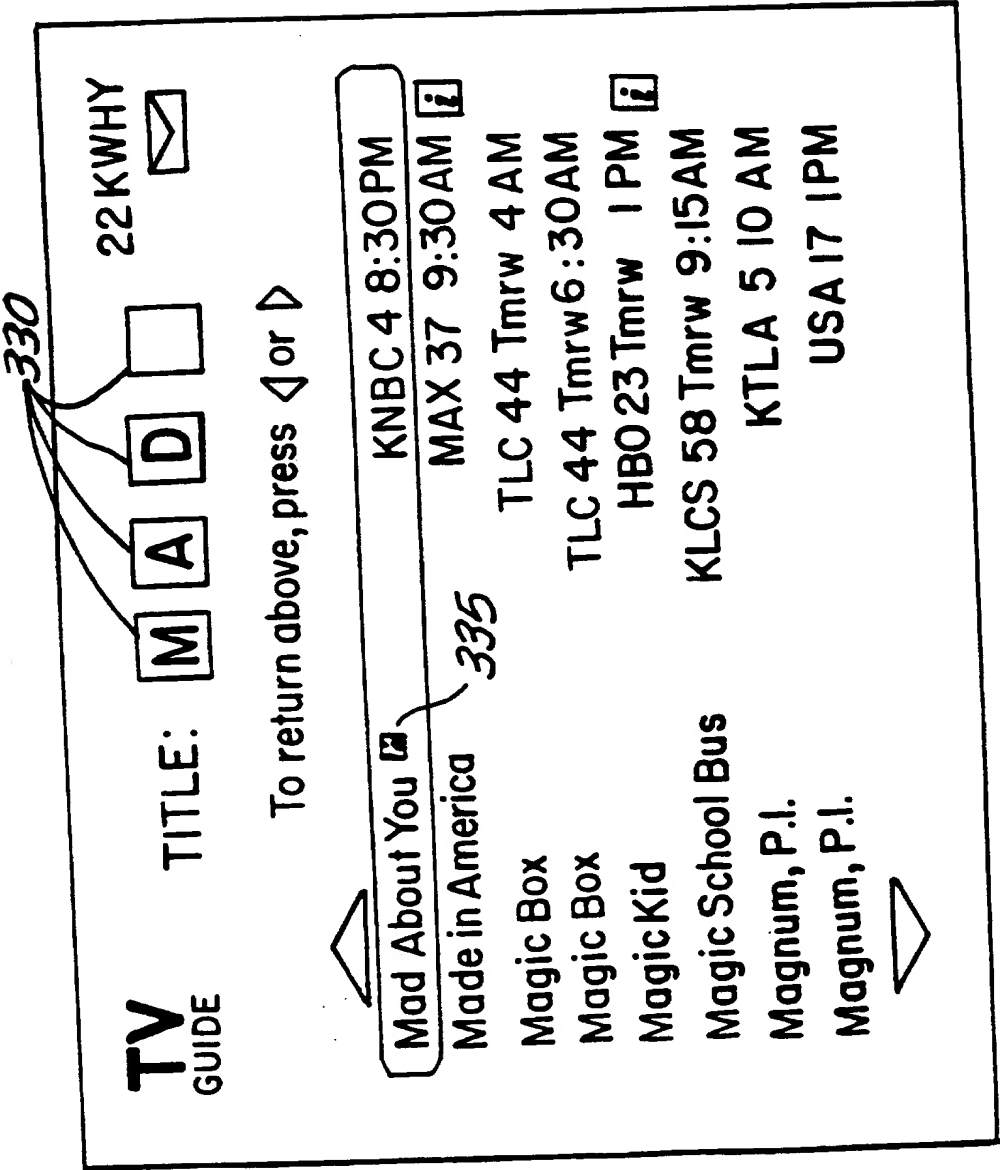 330
TV
GUIDE
TITLE: M A D
22 KWHY
To return above, press ◁ or ▷
Mad About You KNBC 4 8:30PM
335
Made in America MAX 37 9:30AM i
Magic Box TLC 44 Tmrw 4 AM
Magic Box TLC 44 Tmrw 6:30AM
Magic Kid HBO 23 Tmrw 1 PM i
Magic School Bus KLCS 58 Tmrw 9:15AM
Magnum, P.I. KTLA 5 10 AM
Magnum, P.I. USA 17 1PM